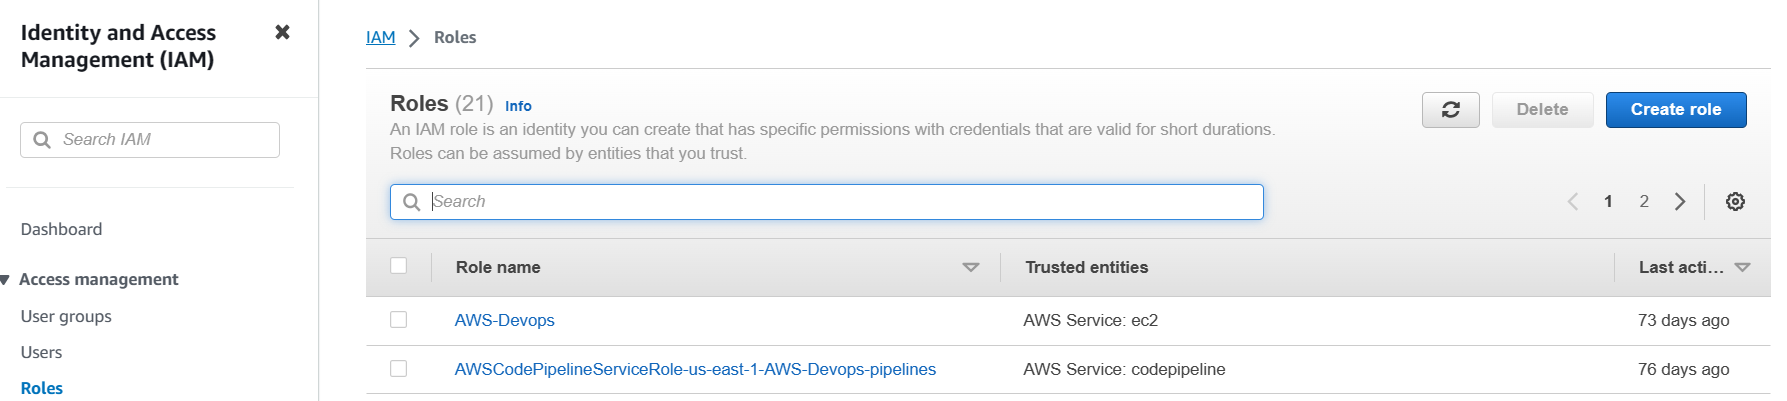 Identity and Access
Management (IAM)
Search IAM
Dashboard
Access management
User groups
Users
Roles
IAM Roles
Roles (21) Info
An IAM role is an identity you can create that has specific permissions with credentials that are valid for short durations.
Roles can be assumed by entities that you trust.
Delete
Create role
Search
1 2
Role name Trusted entities Last acti...
AWS-Devops AWS Service: ec2 73 days ago
AWSCodePipelineServiceRole-us-east-1-AWS-Devops-pipelines AWS Service: codepipeline 76 days ago